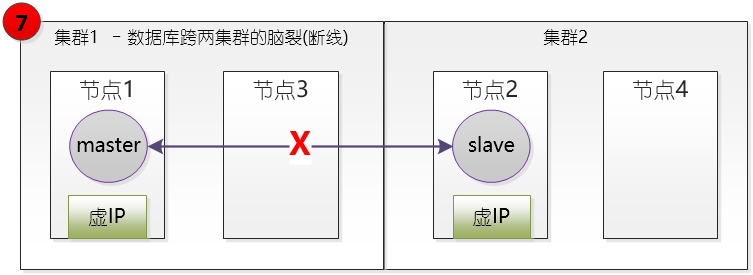 7
集群1 - 数据库跨两集群的脑裂(断线)
集群2
节点1
节点3
节点2
节点4
master
X
slave
虚IP
虚IP